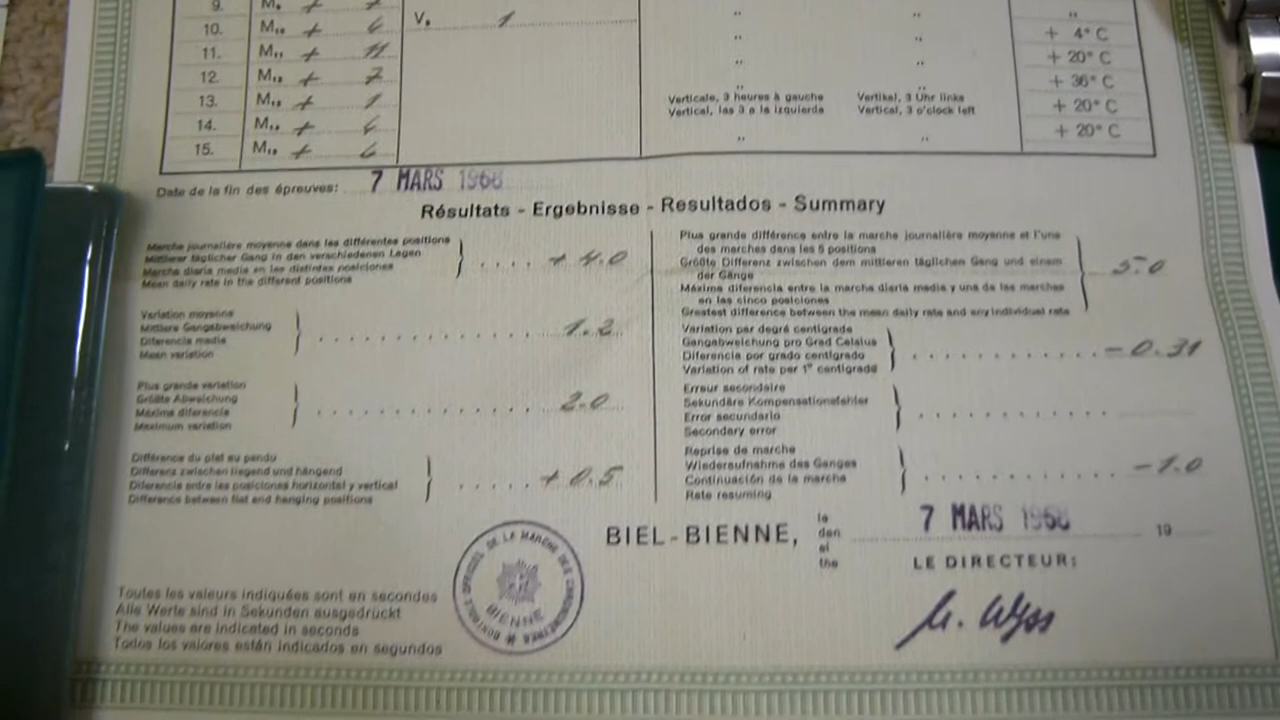 9. M₉ + 7
10. M₁₀ + 6 V. 1 " "
+ 4° C
11. M₁₁ + 11 " " + 20° C
12. M₁₂ + 7 " " + 36° C
13. M₁₃ + 1 Verticale, 3 heures à gauche Vertikal, 3 Uhr links + 20° C
Vertical, las 3 a la izquierda Vertical, 3 o'clock left
14. M₁₄ + 6 " " + 20° C
15. M₁₅ + 6
Date de la fin des épreuves: 7 MARS 1968
Résultats - Ergebnisse - Resultados - Summary
Marche journalière moyenne dans les différentes positions
Mittlerer täglicher Gang in den verschiedenen Lagen
Marcha diaria media en las distintas posiciones
Mean daily rate in the different positions
+ 4.0
Variation moyenne
Mittlere Gangabweichung
Diferencia media
Mean variation
1.2
Plus grande variation
Größte Abweichung
Máxima diferencia
Maximum variation
2.0
Différence du plat au pendu
Differenz zwischen liegend und hängend
Diferencia entre las posiciones horizontal y vertical
Difference between flat and hanging positions
+ 0.5
Plus grande différence entre la marche journalière moyenne et l'une
des marches dans les 5 positions
Größte Differenz zwischen dem mittleren täglichen Gang und einem
der Gänge
Máxima diferencia entre la marcha diaria media y una de las marchas
en las cinco posiciones
Greatest difference between the mean daily rate and any individual rate
5.0
Variation par degré centigrade
Gangabweichung pro Grad Celsius
Diferencia por grado centígrado
Variation of rate per 1° centigrade
- 0.31
Erreur secondaire
Sekundäre Kompensationsfehler
Error secundario
Secondary error
Reprise de marche
Wiederaufnahme des Ganges
Continuación de la marcha
Rate resuming
- 1.0
BIEL-BIENNE,
le
den
el
the
7 MARS 1968 19
LE DIRECTEUR:
M. Wyss
Toutes les valeurs indiquées sont en secondes
Alle Werte sind in Sekunden ausgedrückt
The values are indicated in seconds
Todos los valores están indicados en segundos
CONTROLE OFFICIEL DE LA MARCHE DES CHRONOMETRES
BIENNE